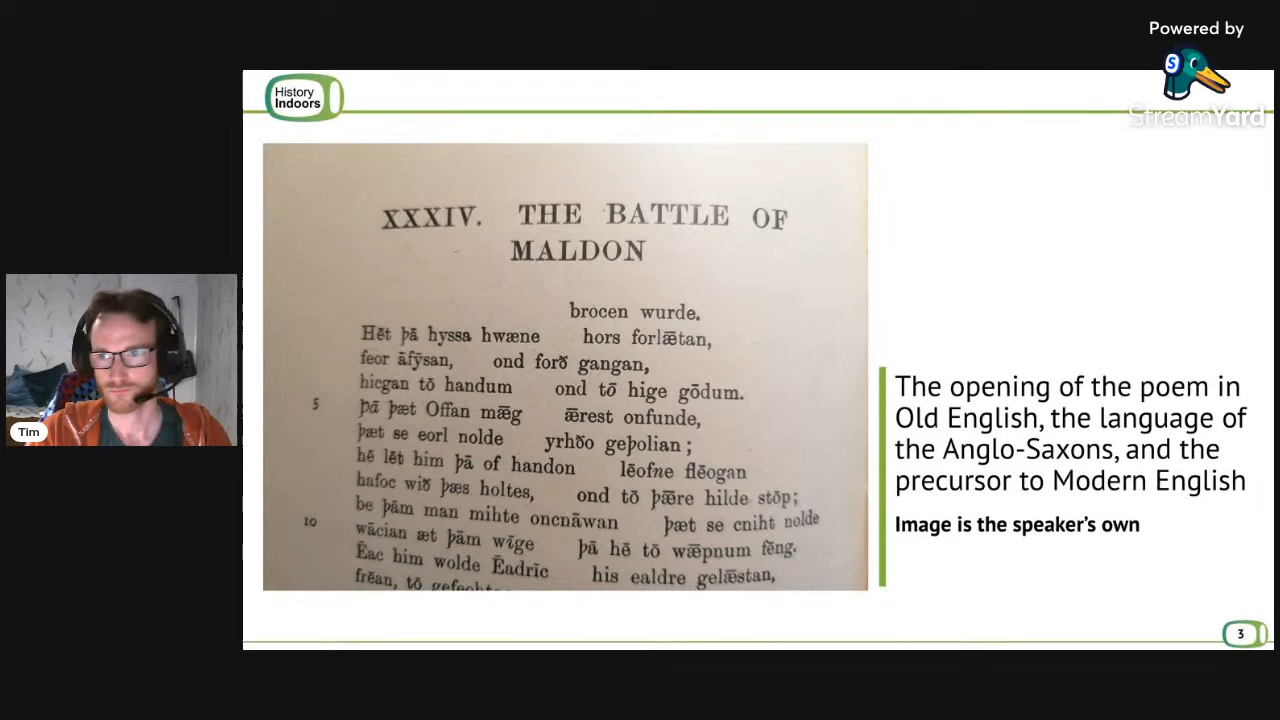 Powered by
S
StreamYard
History
Indoors
XXXIV. THE BATTLE OF
MALDON
brocen wurde.
Hēt þā hyssa hwæne hors forlǣtan,
feor āfȳsan, ond forð gangan,
hicgan tō handum ond tō hige gōdum.
5 þā þæt Offan mǣg ǣrest onfunde,
þæt se eorl nolde yrhðo geþolian;
hē lēt him þā of handon lēofne flēogan
hafoc wið þæs holtes, ond tō þǣre hilde stōp;
be þām man mihte oncnāwan þæt se cniht nolde
10 wācian æt þām wīge þā hē tō wǣpnum fēng.
Ēac him wolde Ēadrīc his ealdre gelǣstan,
frēan, tō
Tim
The opening of the poem in
Old English, the language of
the Anglo-Saxons, and the
precursor to Modern English
Image is the speaker's own
3